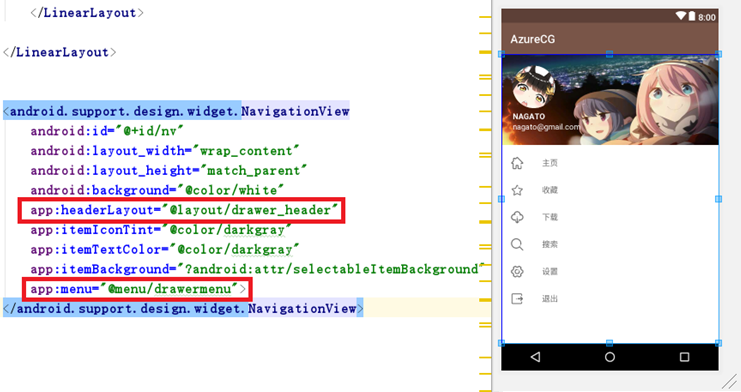 </LinearLayout>
</LinearLayout>
<android.support.design.widget.NavigationView
android:id="@+id/nv"
android:layout_width="wrap_content"
android:layout_height="match_parent"
android:background="@color/white"
app:headerLayout="@layout/drawer_header"
app:itemIconTint="@color/darkgray"
app:itemTextColor="@color/darkgray"
app:itemBackground="?android:attr/selectableItemBackground"
app:menu="@menu/drawermenu">
</android.support.design.widget.NavigationView>
8:00
AzureCG
NAGATO
nagato@gmail.com
主页
收藏
下载
搜索
设置
退出